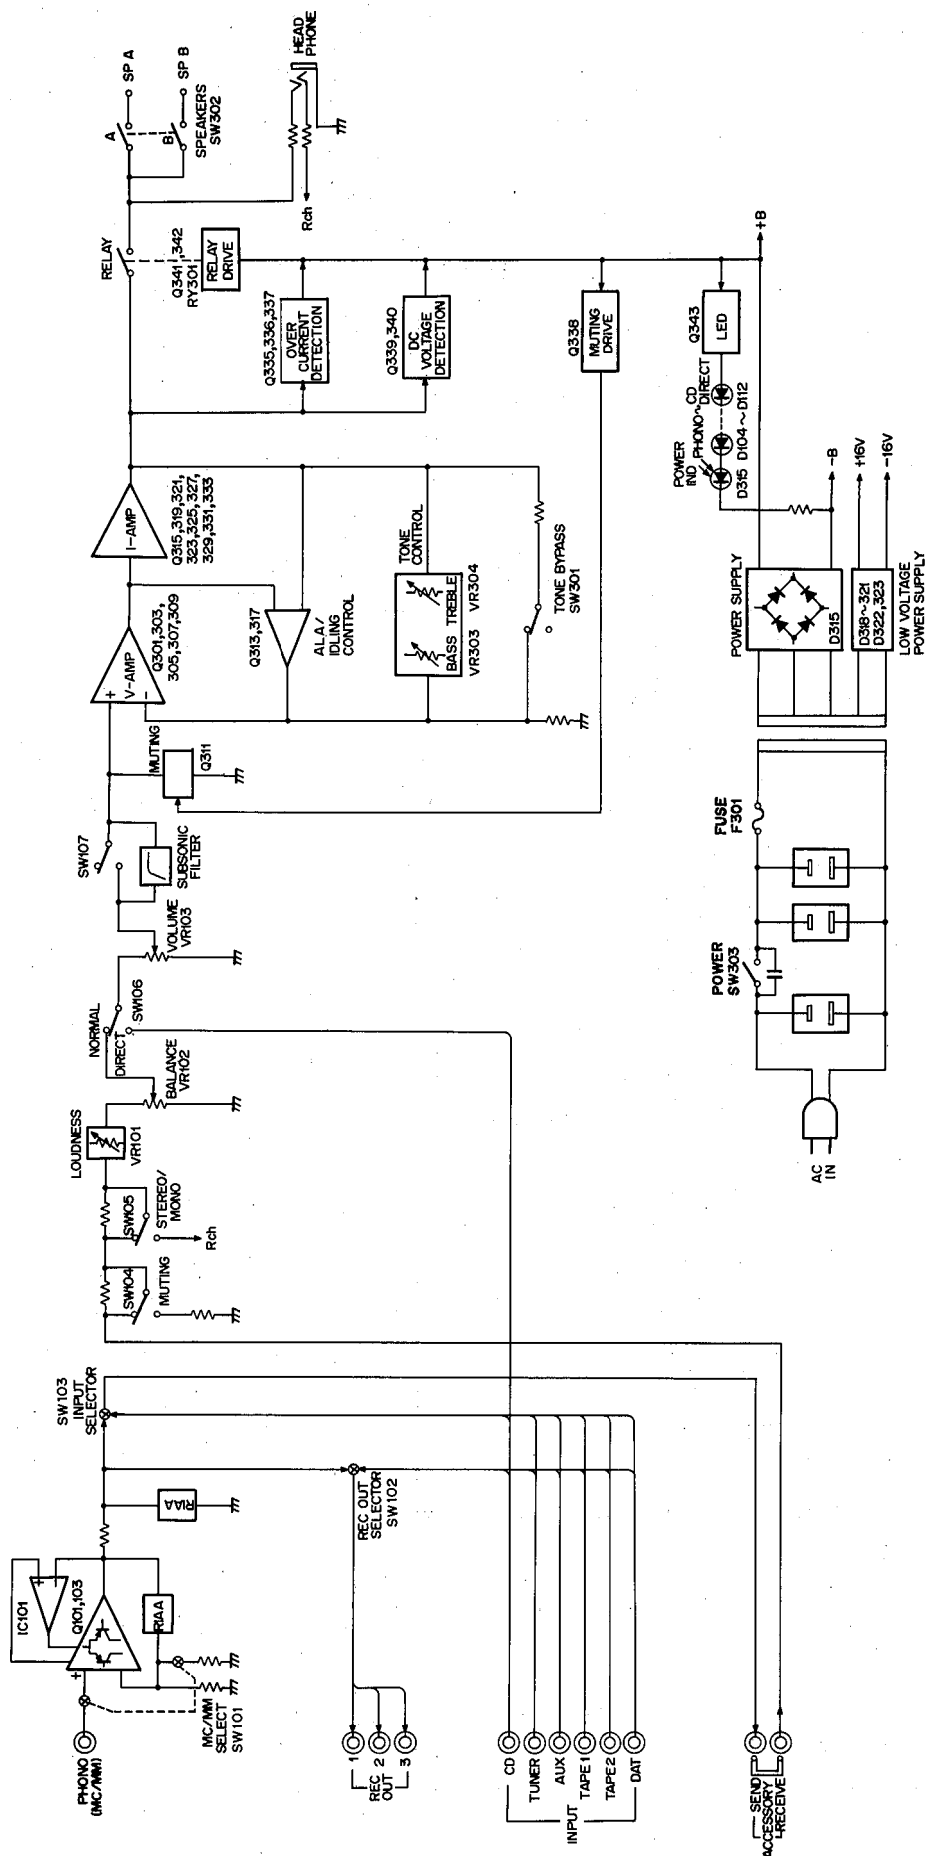 PHONO
(MC/MM)
+
IC101
+
-
Q101,103
MC/MM
SELECT
SW101
RIAA
RIAA
SW103
INPUT
SELECTOR
REC OUT
SELECTOR
SW102
1
2
3
REC
OUT
CD
TUNER
AUX
TAPE1
TAPE2
DAT
INPUT
SEND
ACCESSORY
RECEIVE
SW104
MUTING
SW105
STEREO/
MONO
Rch
LOUDNESS
VR101
BALANCE
VR102
NORMAL
DIRECT
SW106
VOLUME
VR103
SW107
SUBSONIC
FILTER
MUTING
Q311
+
V-AMP
-
Q301,303,
305,307,309
I-AMP
Q315,319,321,
323,325,327,
329,331,333
Q313,317
ALA/
IDLING
CONTROL
TONE
CONTROL
BASS TREBLE
VR303 VR304
TONE BYPASS
SW301
RELAY
Q341,342
RY301
RELAY
DRIVE
Q335,336,337
OVER
CURRENT
DETECTION
Q339,340
DC
VOLTAGE
DETECTION
Q338
MUTING
DRIVE
Q343
LED
POWER
IND
PHONO~CD
DIRECT
D315 D104~D112
A
B
SP A
SP B
SPEAKERS
SW302
HEAD
PHONE
Rch
AC
IN
POWER
SW303
FUSE
F301
POWER SUPPLY
D315
D318~321
D322,323
LOW VOLTAGE
POWER SUPPLY
+B
-B
+16V
-16V